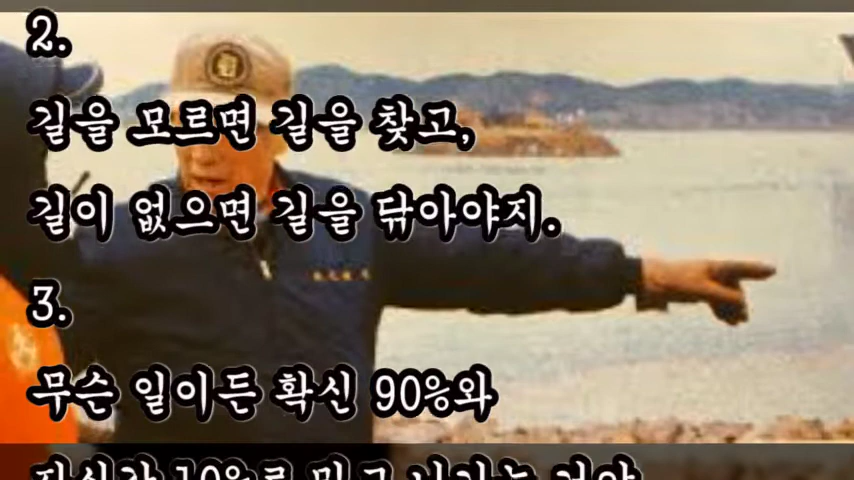 2.
길을 모르면 길을 찾고,
길이 없으면 길을 닦아야지.
3.
무슨 일이든 확신 90%와